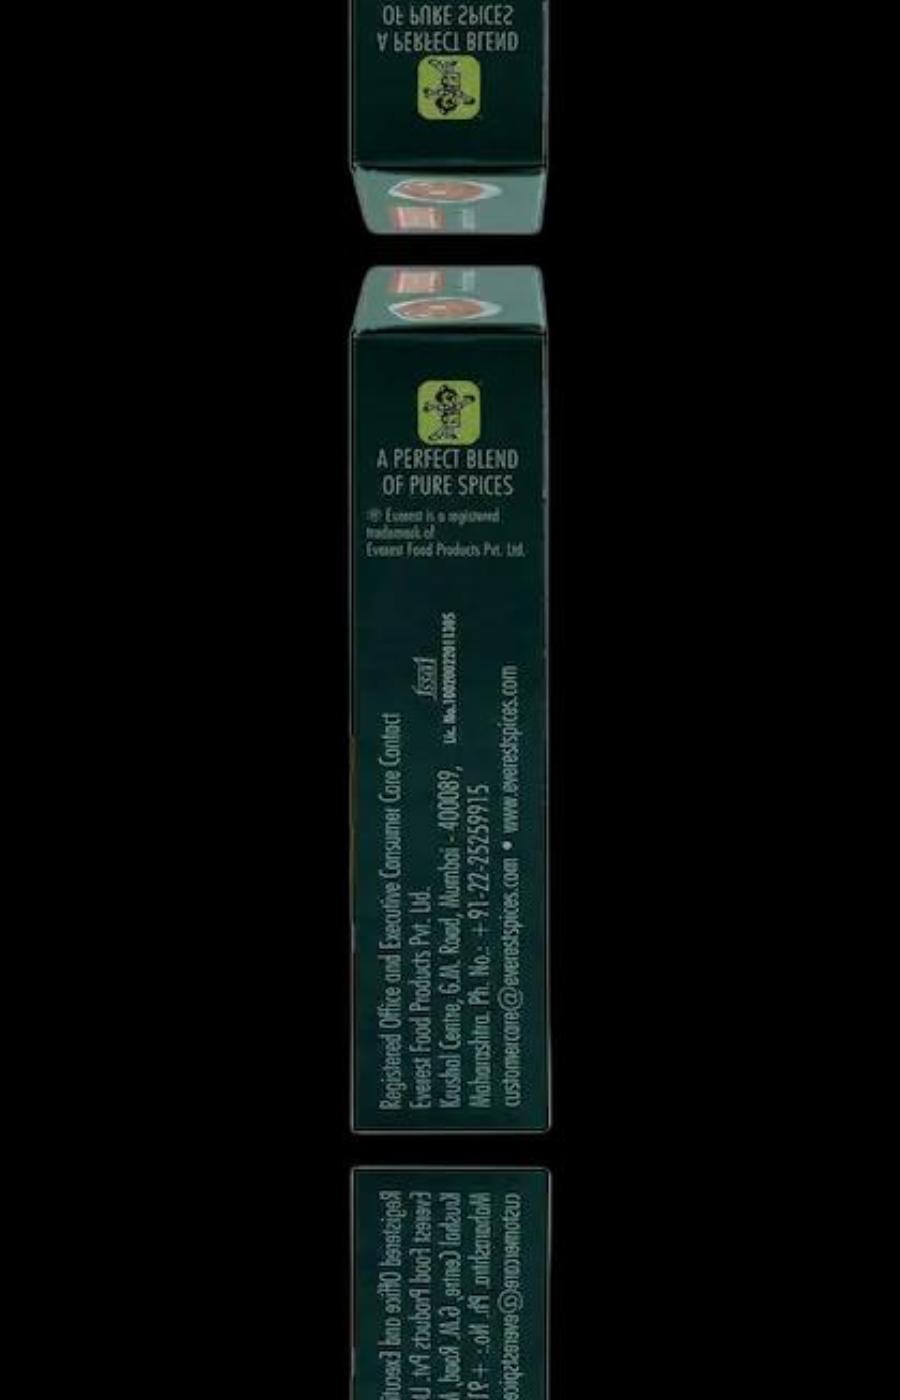 A PERFECT BLEND
OF PURE SPICES
® Everest is a registered
trademark of
Everest Food Products Pvt. Ltd.
fssai
Lic. No.10020022011305
Registered Office and Executive Consumer Care Contact
Everest Food Products Pvt. Ltd.
Kaushal Centre, G.M. Road, Mumbai - 400089,
Maharashtra. Ph. No.: +91-22-25259915
customercare@everestspices.com • www.everestspices.com